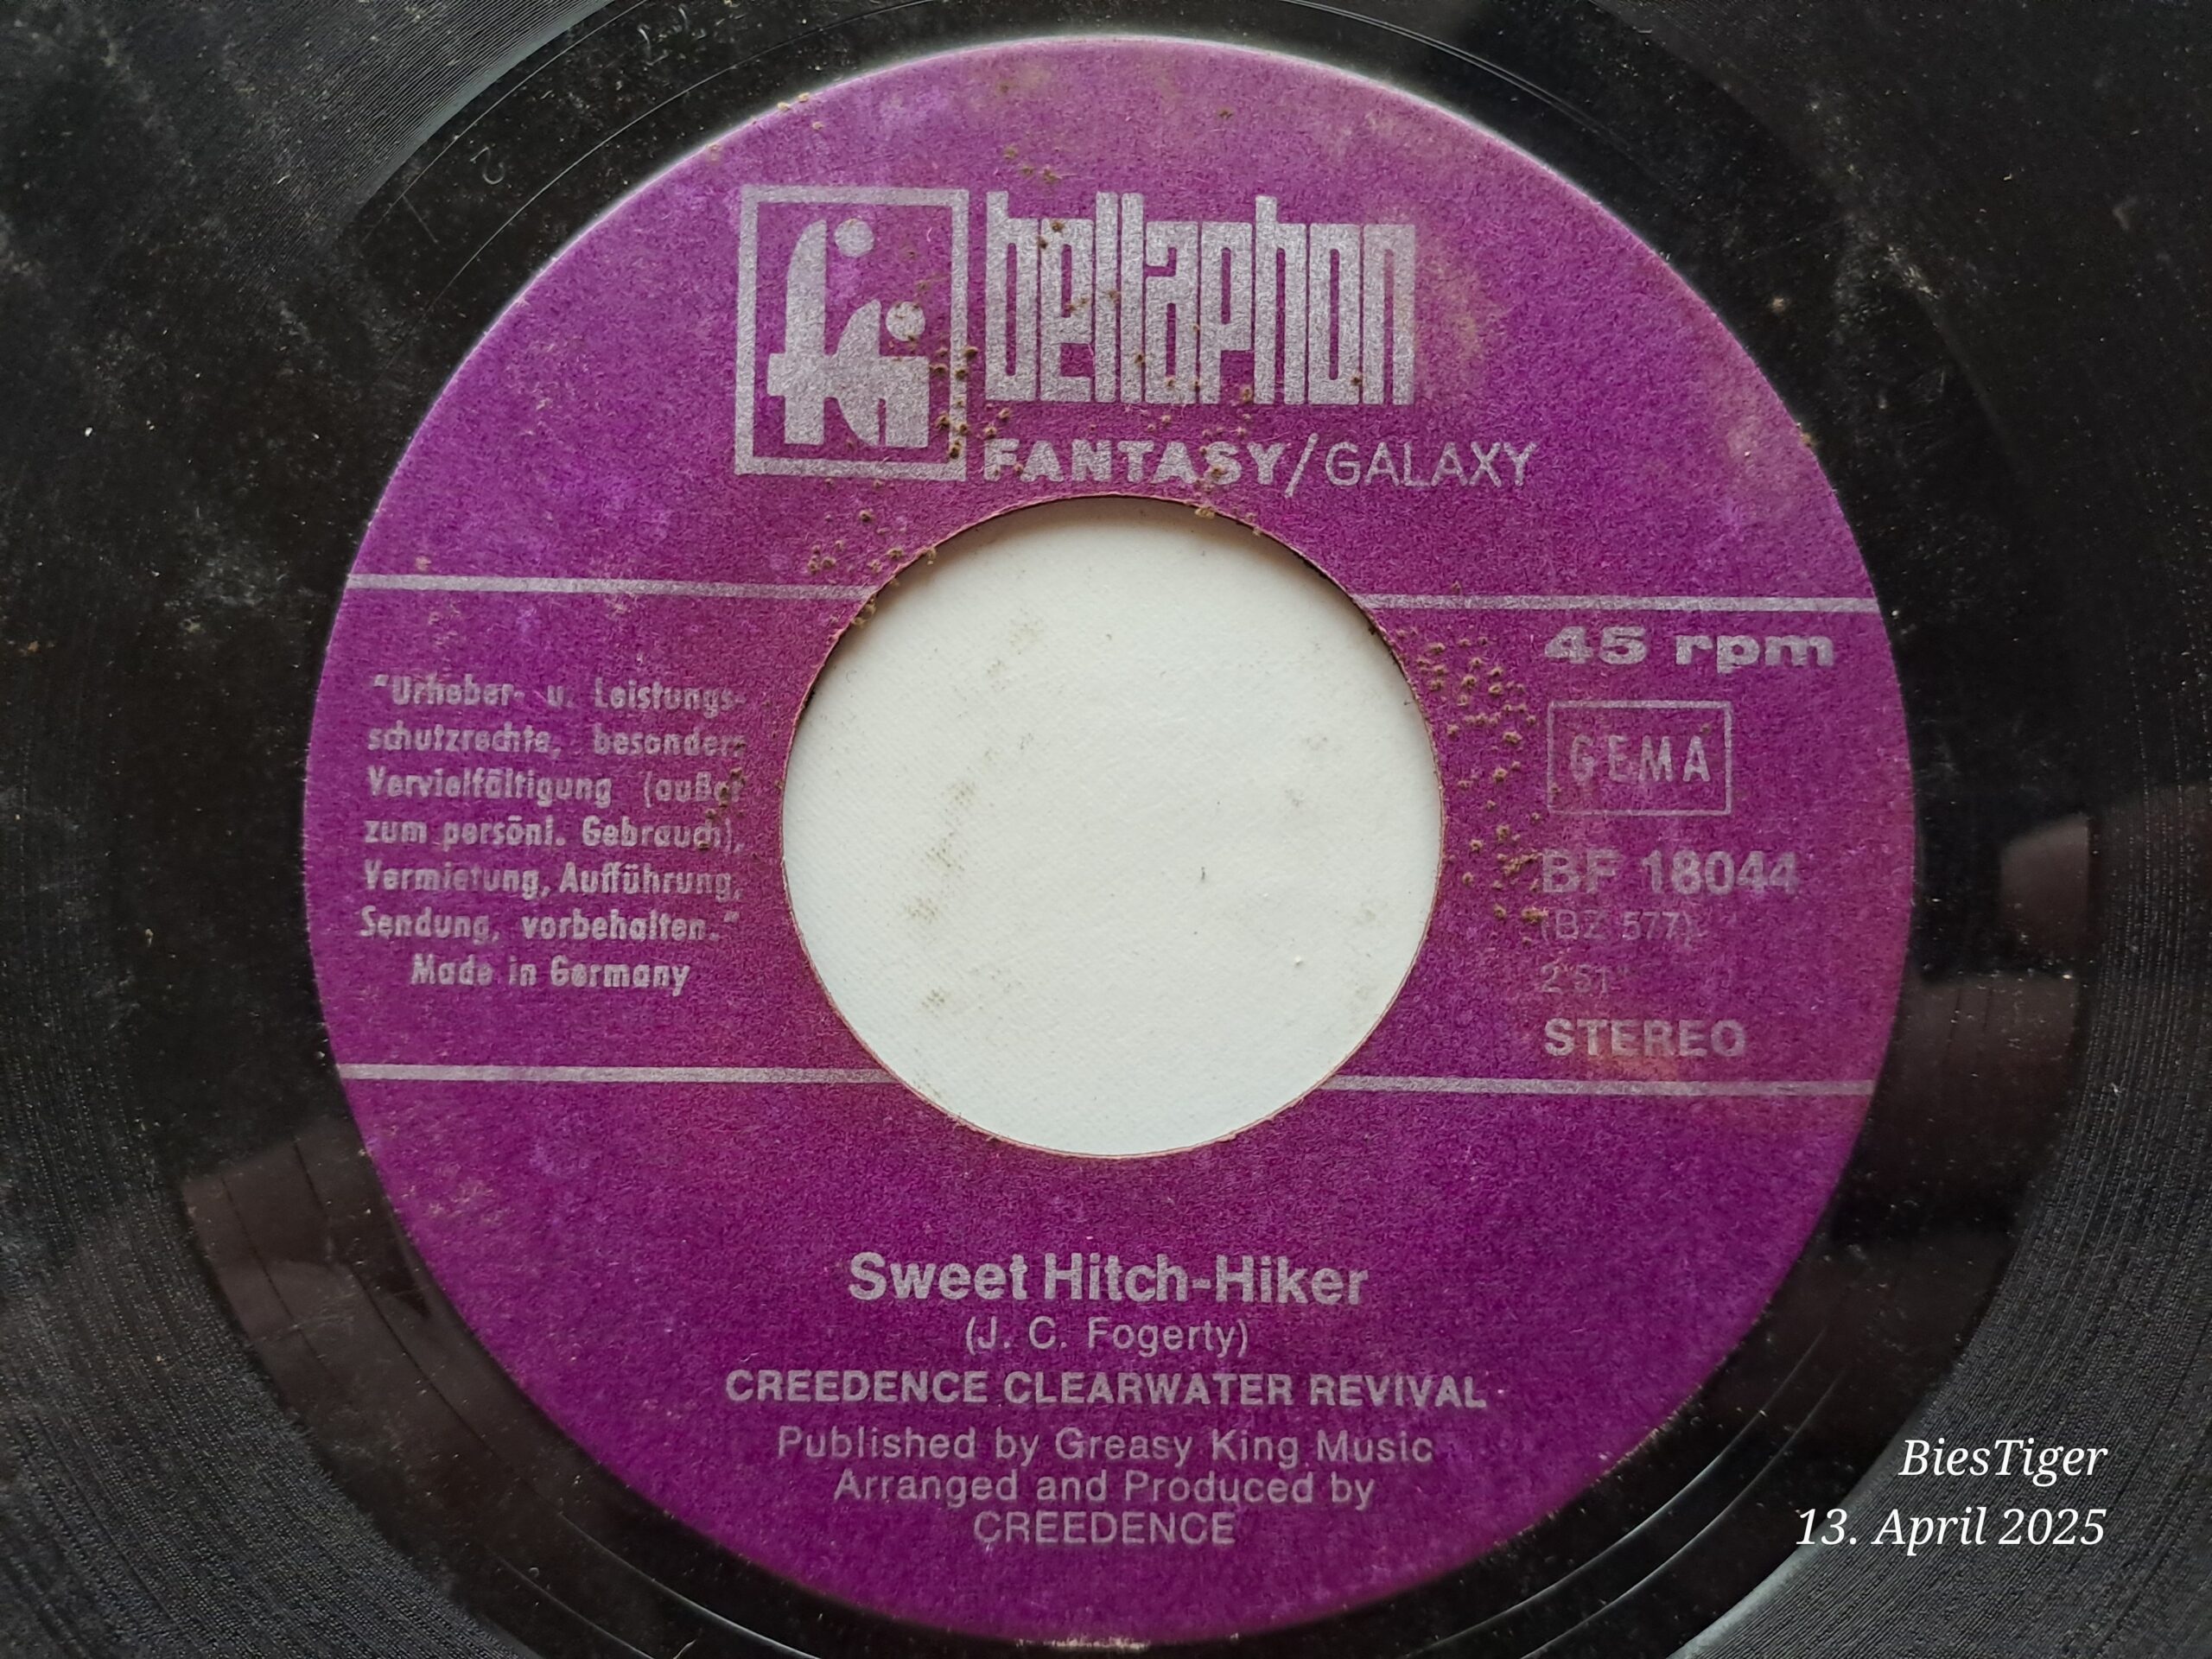 bellaphon
FANTASY/GALAXY
45 rpm
GEMA
BF 18044
(BZ 577)
2'51"
STEREO
"Urheber- u. Leistungs-
schutzrechte, besonders
Vervielfältigung (außer
zum persönl. Gebrauch),
Vermietung, Aufführung,
Sendung, vorbehalten."
Made in Germany
Sweet Hitch-Hiker
(J. C. Fogerty)
CREEDENCE CLEARWATER REVIVAL
Published by Greasy King Music
Arranged and Produced by
CREEDENCE
BiesTiger
13. April 2025